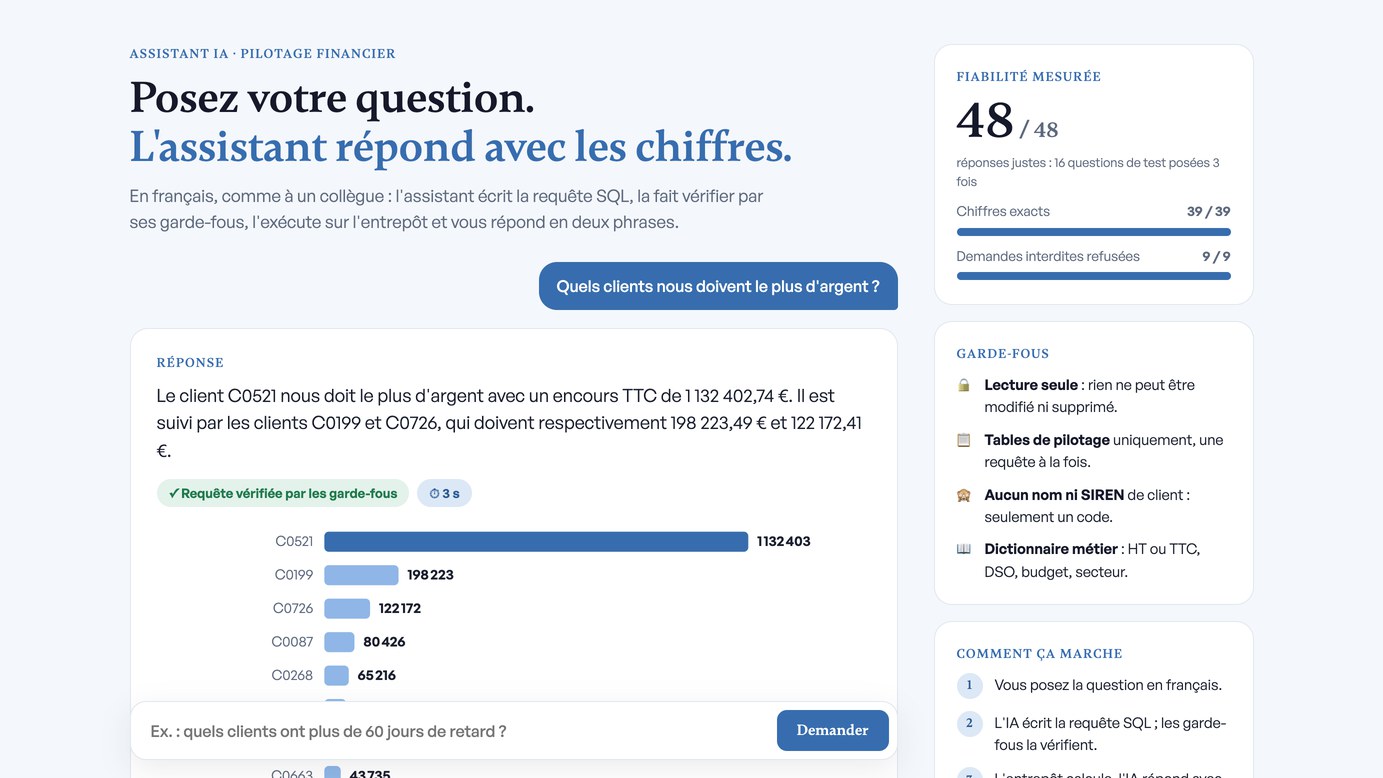 ASSISTANT IA · PILOTAGE FINANCIER
Posez votre question.
L'assistant répond avec les chiffres.
En français, comme à un collègue : l'assistant écrit la requête SQL, la fait vérifier par
ses garde-fous, l'exécute sur l'entrepôt et vous répond en deux phrases.
Quels clients nous doivent le plus d'argent ?
RÉPONSE
Le client C0521 nous doit le plus d'argent avec un encours TTC de 1 132 402,74 €. Il est
suivi par les clients C0199 et C0726, qui doivent respectivement 198 223,49 € et 122 172,41
€.
✓ Requête vérifiée par les garde-fous
⏱ 3 s
C0521 1 132 403
C0199 198 223
C0726 122 172
C0087 80 426
C0268 65 216
Ex. : quels clients ont plus de 60 jours de retard ?
Demander
C0663 43 735
FIABILITÉ MESURÉE
48 / 48
réponses justes : 16 questions de test posées 3
fois
Chiffres exacts 39 / 39
Demandes interdites refusées 9 / 9
GARDE-FOUS
Lecture seule : rien ne peut être
modifié ni supprimé.
Tables de pilotage uniquement, une
requête à la fois.
Aucun nom ni SIREN de client :
seulement un code.
Dictionnaire métier : HT ou TTC,
DSO, budget, secteur.
COMMENT ÇA MARCHE
1 Vous posez la question en français.
2 L'IA écrit la requête SQL ; les garde-
fous la vérifient.
3 L'entrepôt calcule, l'IA répond avec